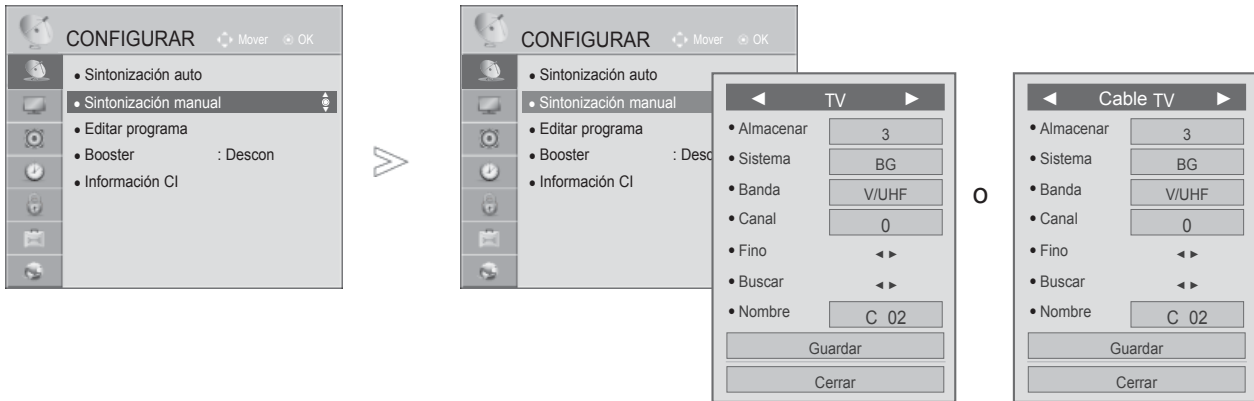 CONFIGURAR Mover OK
• Sintonización auto
• Sintonización manual
• Editar programa
• Booster : Descon
• Información CI
CONFIGURAR Mover OK
• Sintonización auto
• Sintonización manual
• Editar programa
• Booster : Desc
• Información CI
◄ TV ►
• Almacenar 3
• Sistema BG
• Banda V/UHF
• Canal 0
• Fino ◄ ►
• Buscar ◄ ►
• Nombre C 02
Guardar
Cerrar
o
◄ Cable TV ►
• Almacenar 3
• Sistema BG
• Banda V/UHF
• Canal 0
• Fino ◄ ►
• Buscar ◄ ►
• Nombre C 02
Guardar
Cerrar